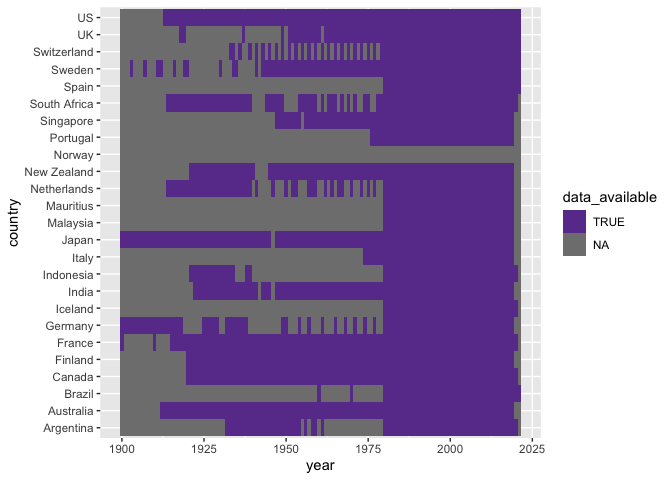 US
UK
Switzerland
Sweden
Spain
South Africa
Singapore
Portugal
Norway
New Zealand
Netherlands
Mauritius
Malaysia
Japan
Italy
Indonesia
India
Iceland
Germany
France
Finland
Canada
Brazil
Australia
Argentina
country
1900 1925 1950 1975 2000 2025
year
data_available
TRUE
NA